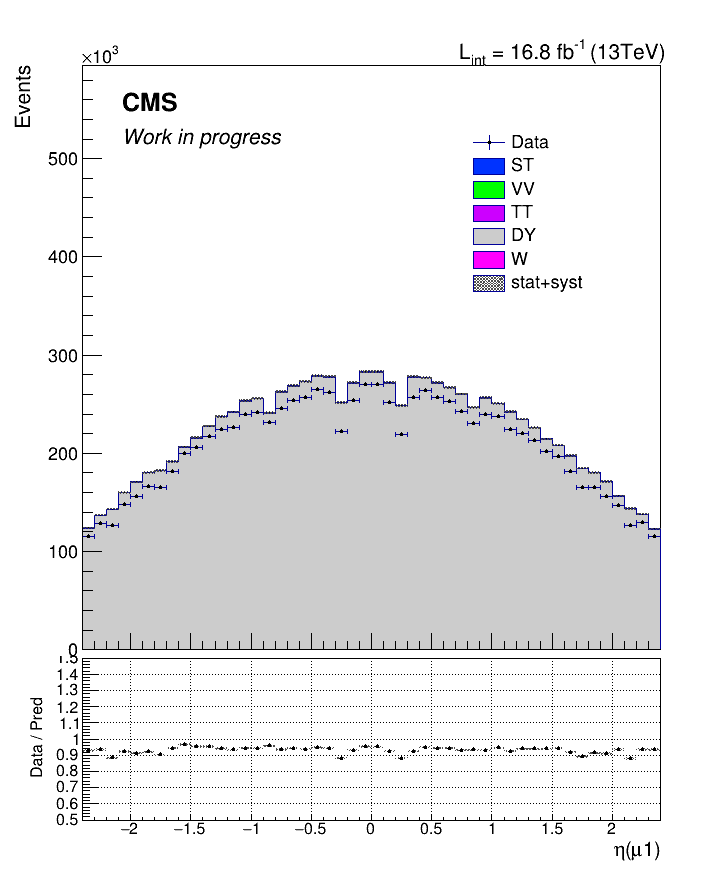 ×10³
L_int = 16.8 fb⁻¹ (13TeV)
Events
CMS
Work in progress
Data
ST
VV
TT
DY
W
stat+syst
500
400
300
200
100
0
1.5
1.4
1.3
1.2
1.1
1
0.9
0.8
0.7
0.6
0.5
Data / Pred
−2 −1.5 −1 −0.5 0 0.5 1 1.5 2
η(μ1)